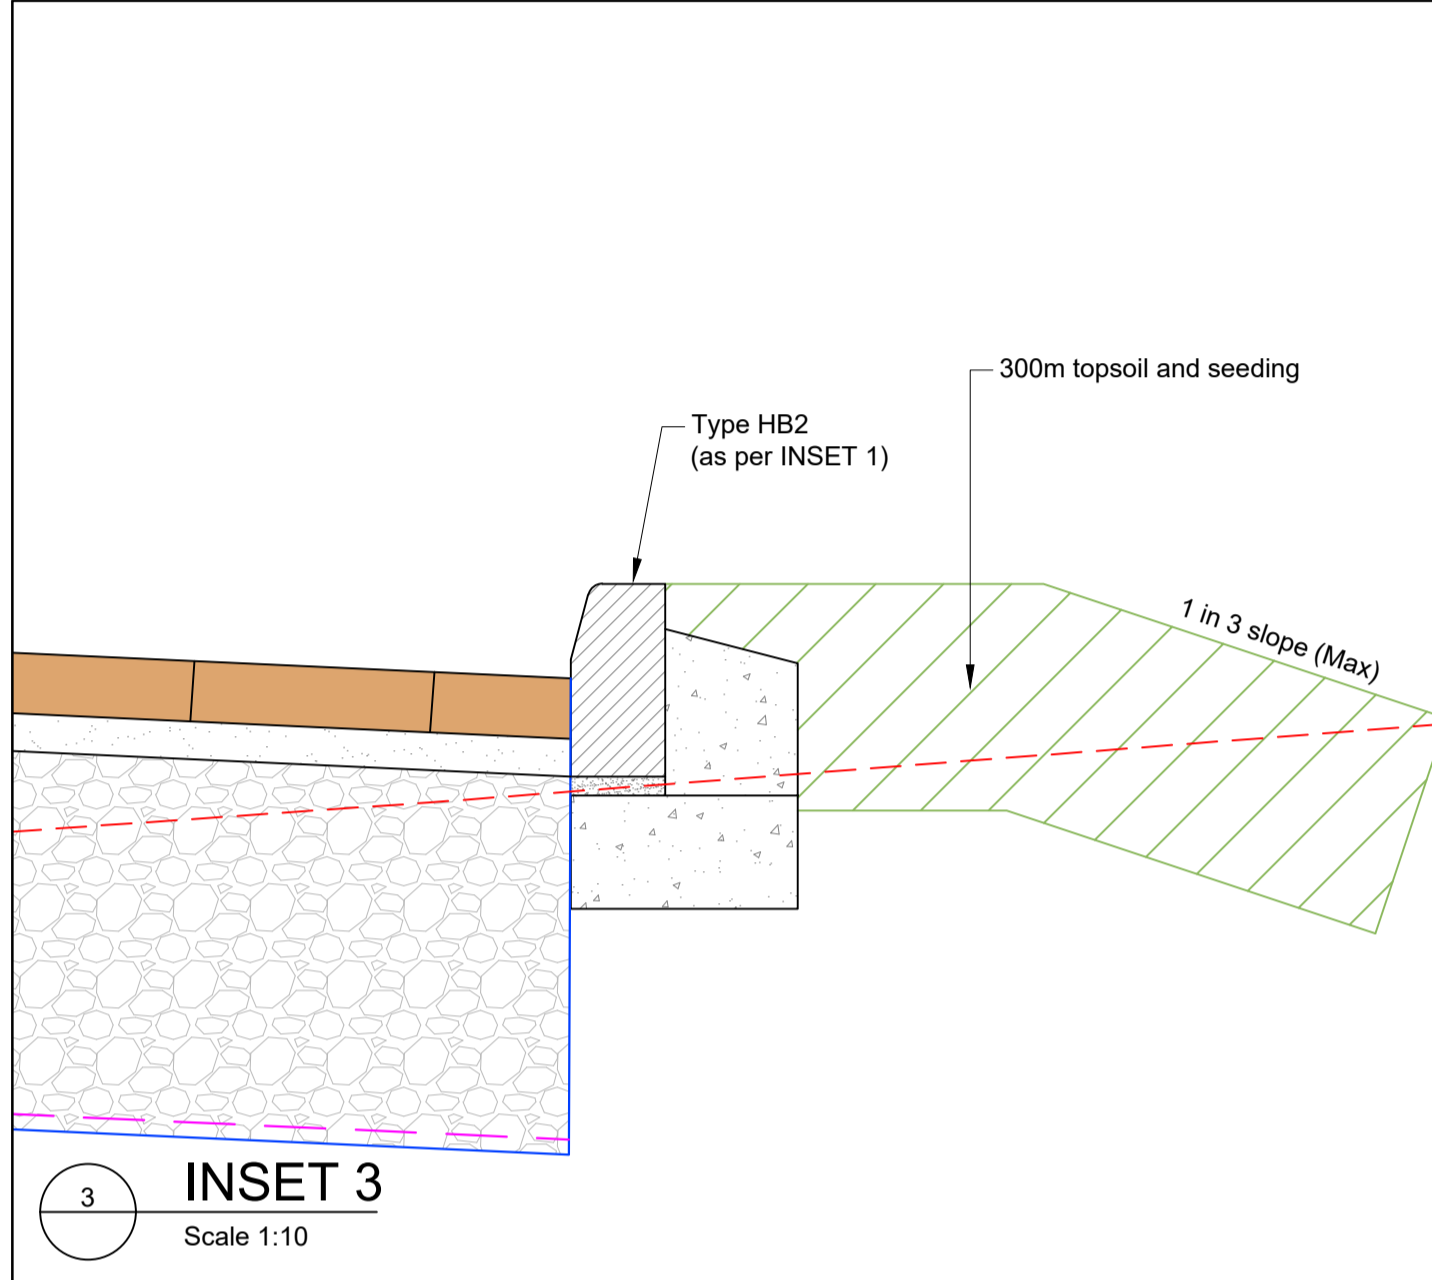 300m topsoil and seeding
Type HB2
(as per INSET 1)
1 in 3 slope (Max)
3
INSET 3
Scale 1:10